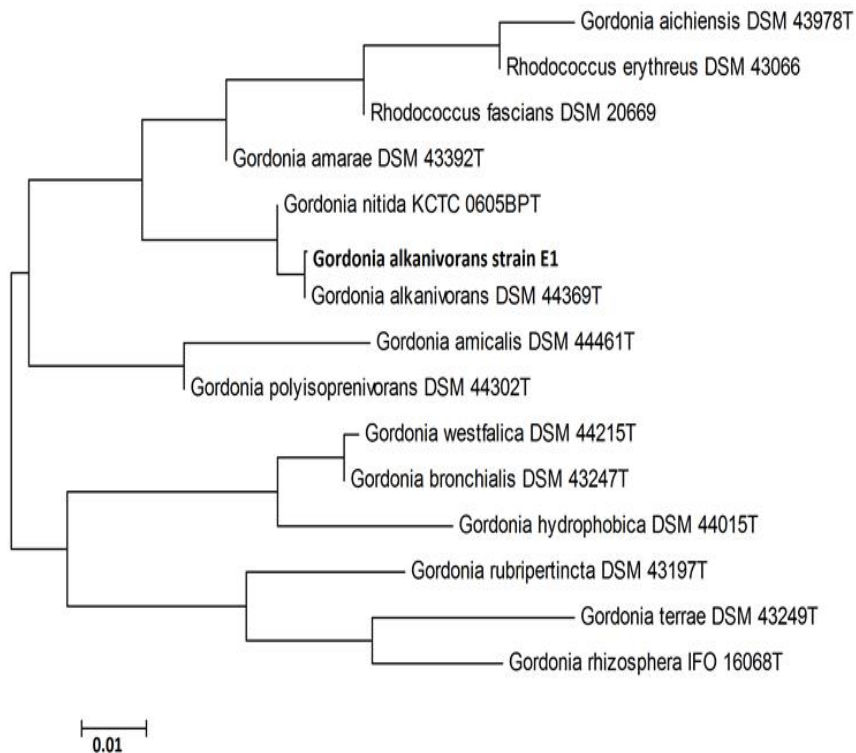 Gordonia aichiensis DSM 43978T
Rhodococcus erythreus DSM 43066
Rhodococcus fascians DSM 20669
Gordonia amarae DSM 43392T
Gordonia nitida KCTC 0605BPT
Gordonia alkanivorans strain E1
Gordonia alkanivorans DSM 44369T
Gordonia amicalis DSM 44461T
Gordonia polyisoprenivorans DSM 44302T
Gordonia westfalica DSM 44215T
Gordonia bronchialis DSM 43247T
Gordonia hydrophobica DSM 44015T
Gordonia rubripertincta DSM 43197T
Gordonia terrae DSM 43249T
Gordonia rhizosphera IFO 16068T
0.01